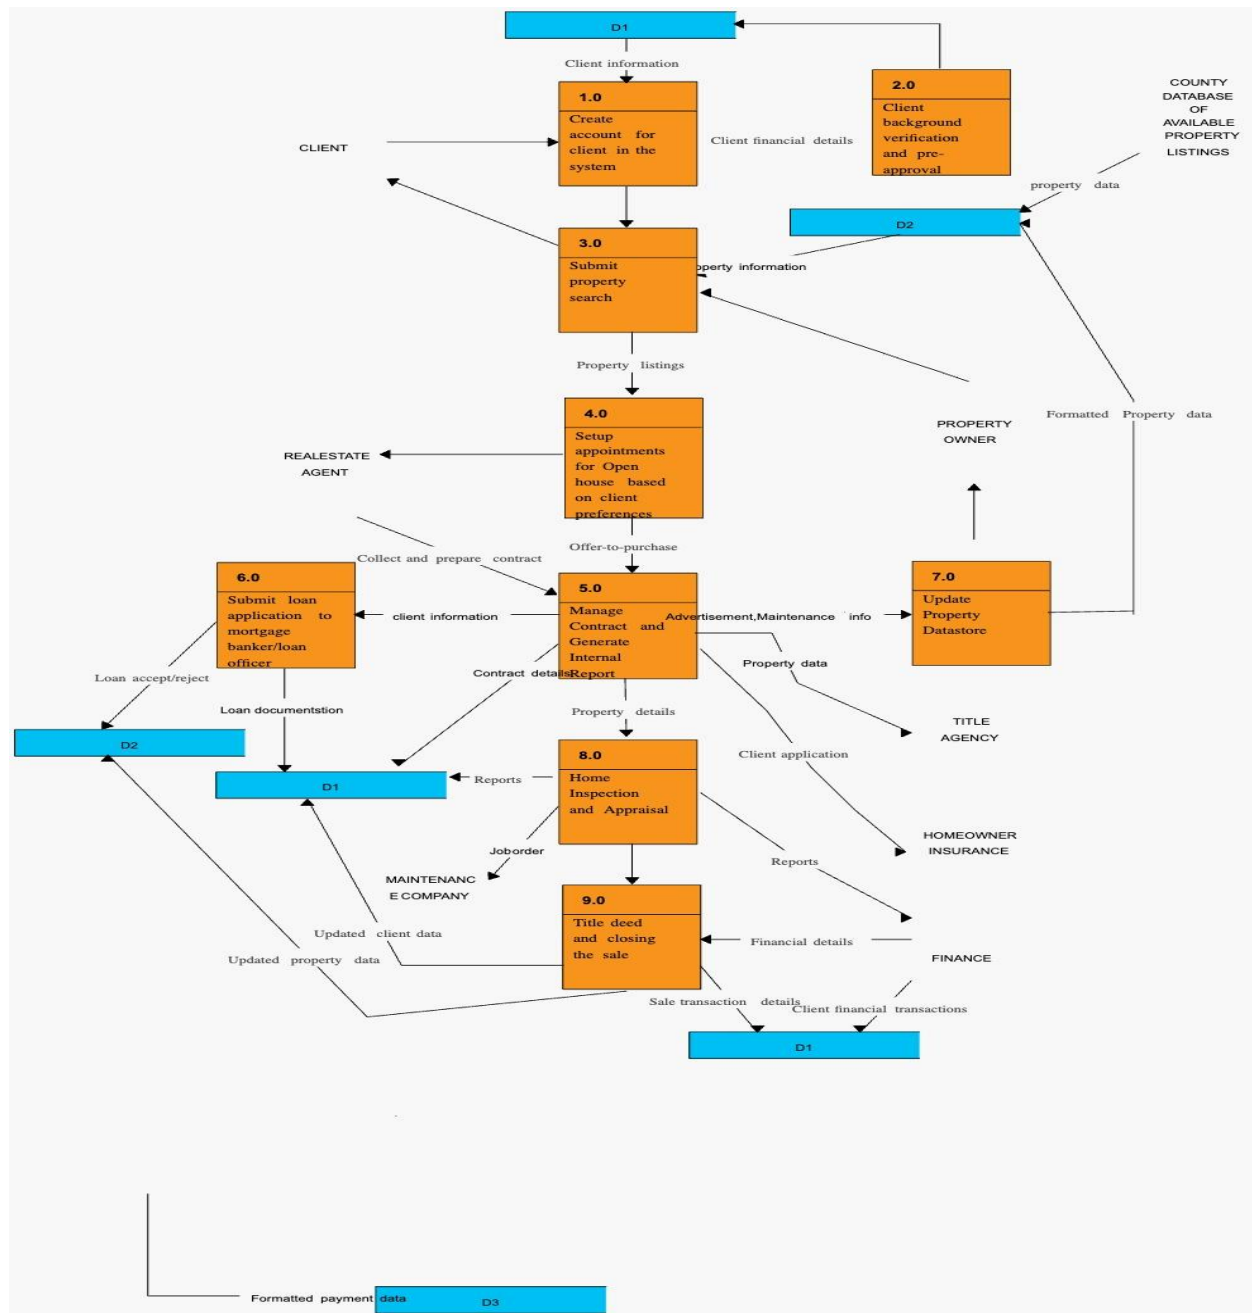 D1
Client information
1.0
Create
account for
client in the
system
2.0
Client
background
verification
and pre-
approval
COUNTY
DATABASE
OF
AVAILABLE
PROPERTY
LISTINGS
Client financial details
CLIENT
property data
D2
3.0
Submit
property
search
operty information
Property listings
4.0
Setup
appointments
for Open
house based
on client
preferences
REALESTATE
AGENT
PROPERTY
OWNER
Formatted Property data
Offer-to-purchase
Collect and prepare contract
6.0
Submit loan
application to
mortgage
banker/loan
officer
client information
5.0
Manage
Contract and
Generate
Internal
Report
Advertisement,Maintenance info
7.0
Update
Property
Datastore
Property data
Contract details
Loan accept/reject
Loan documentstion
Property details
TITLE
AGENCY
D2
Client application
D1
Reports
8.0
Home
Inspection
and Appraisal
HOMEOWNER
INSURANCE
Joborder
Reports
MAINTENANC
E COMPANY
9.0
Title deed
and closing
the sale
Updated client data
Updated property data
Financial details
FINANCE
Sale transaction details
Client financial transactions
D1
Formatted payment data
D3